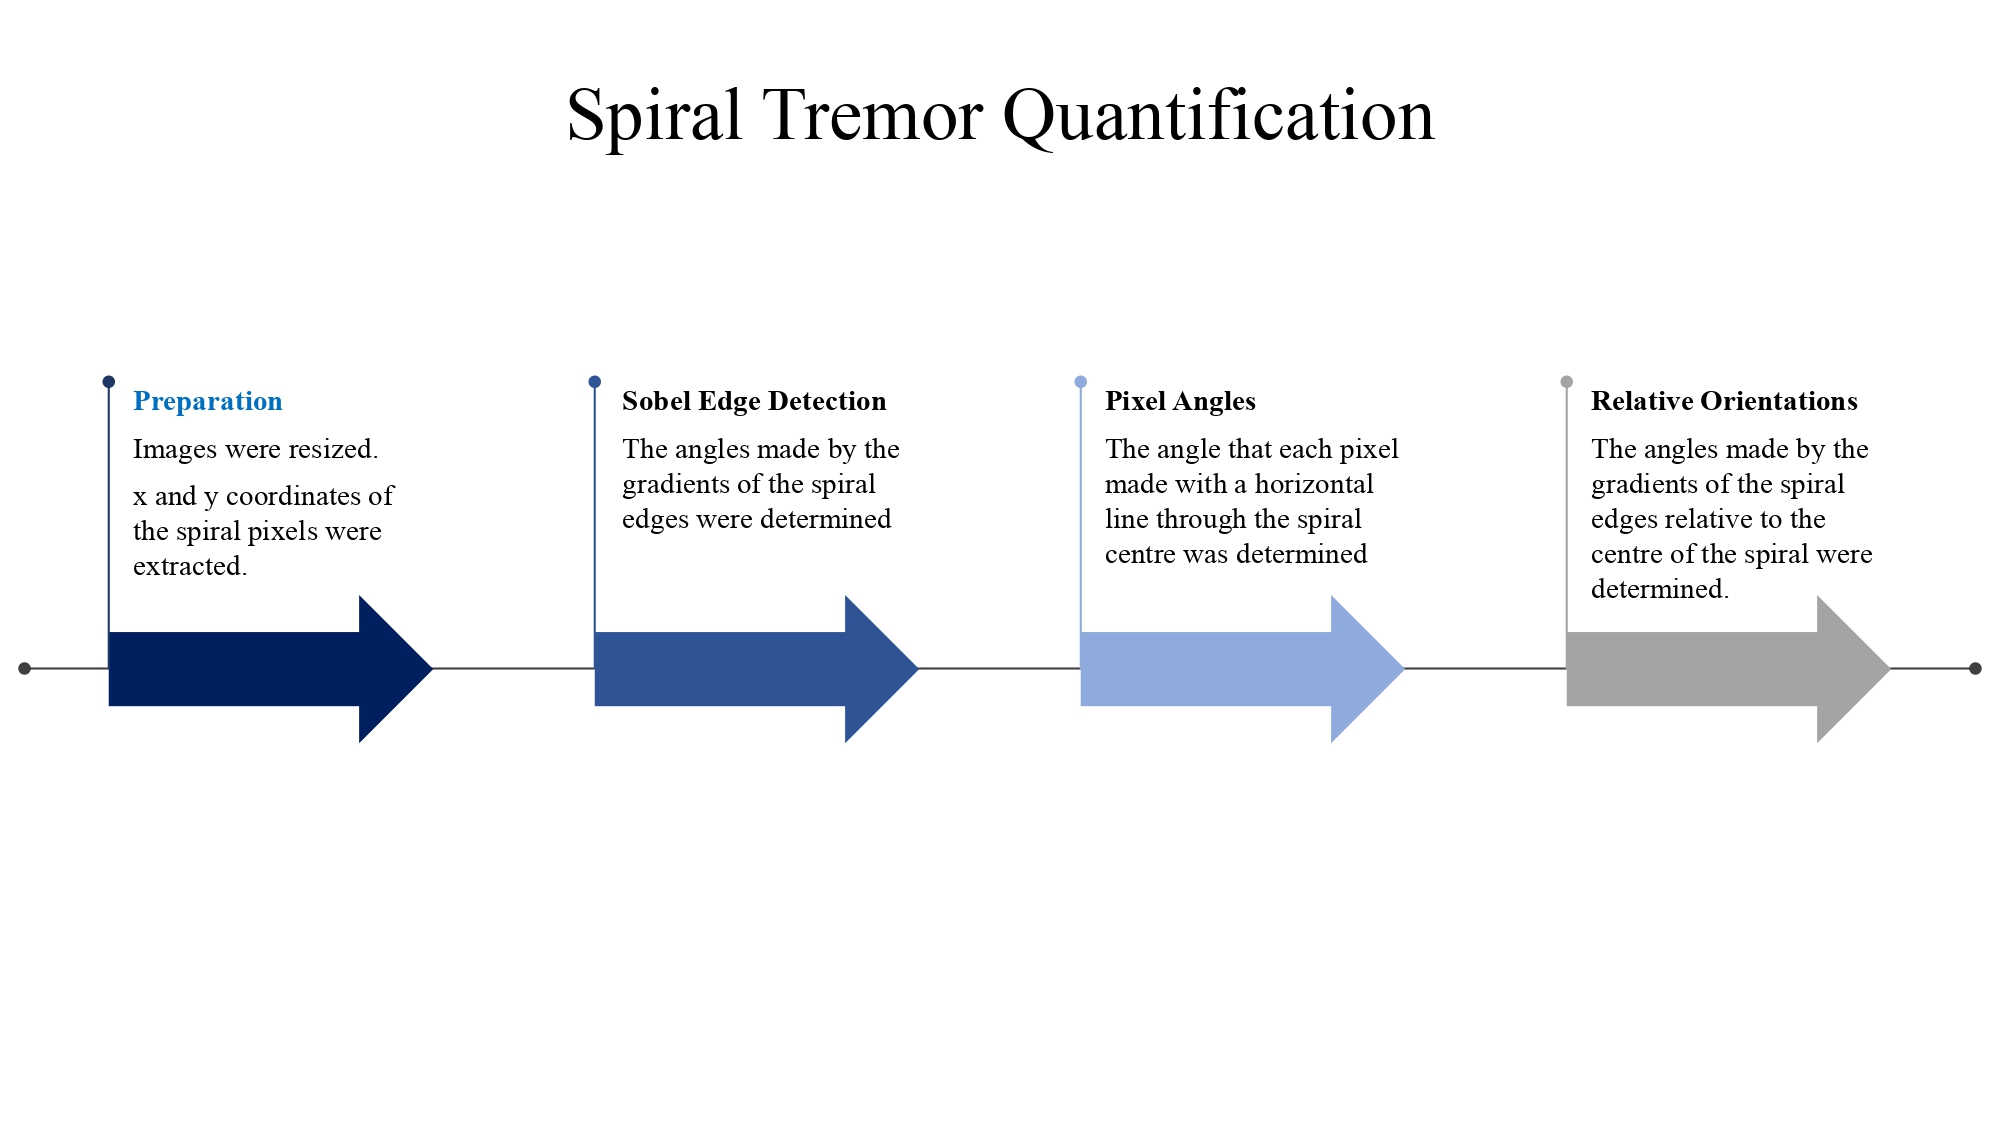 Spiral Tremor Quantification
Preparation
Images were resized.
x and y coordinates of
the spiral pixels were
extracted.
Sobel Edge Detection
The angles made by the
gradients of the spiral
edges were determined
Pixel Angles
The angle that each pixel
made with a horizontal
line through the spiral
centre was determined
Relative Orientations
The angles made by the
gradients of the spiral
edges relative to the
centre of the spiral were
determined.